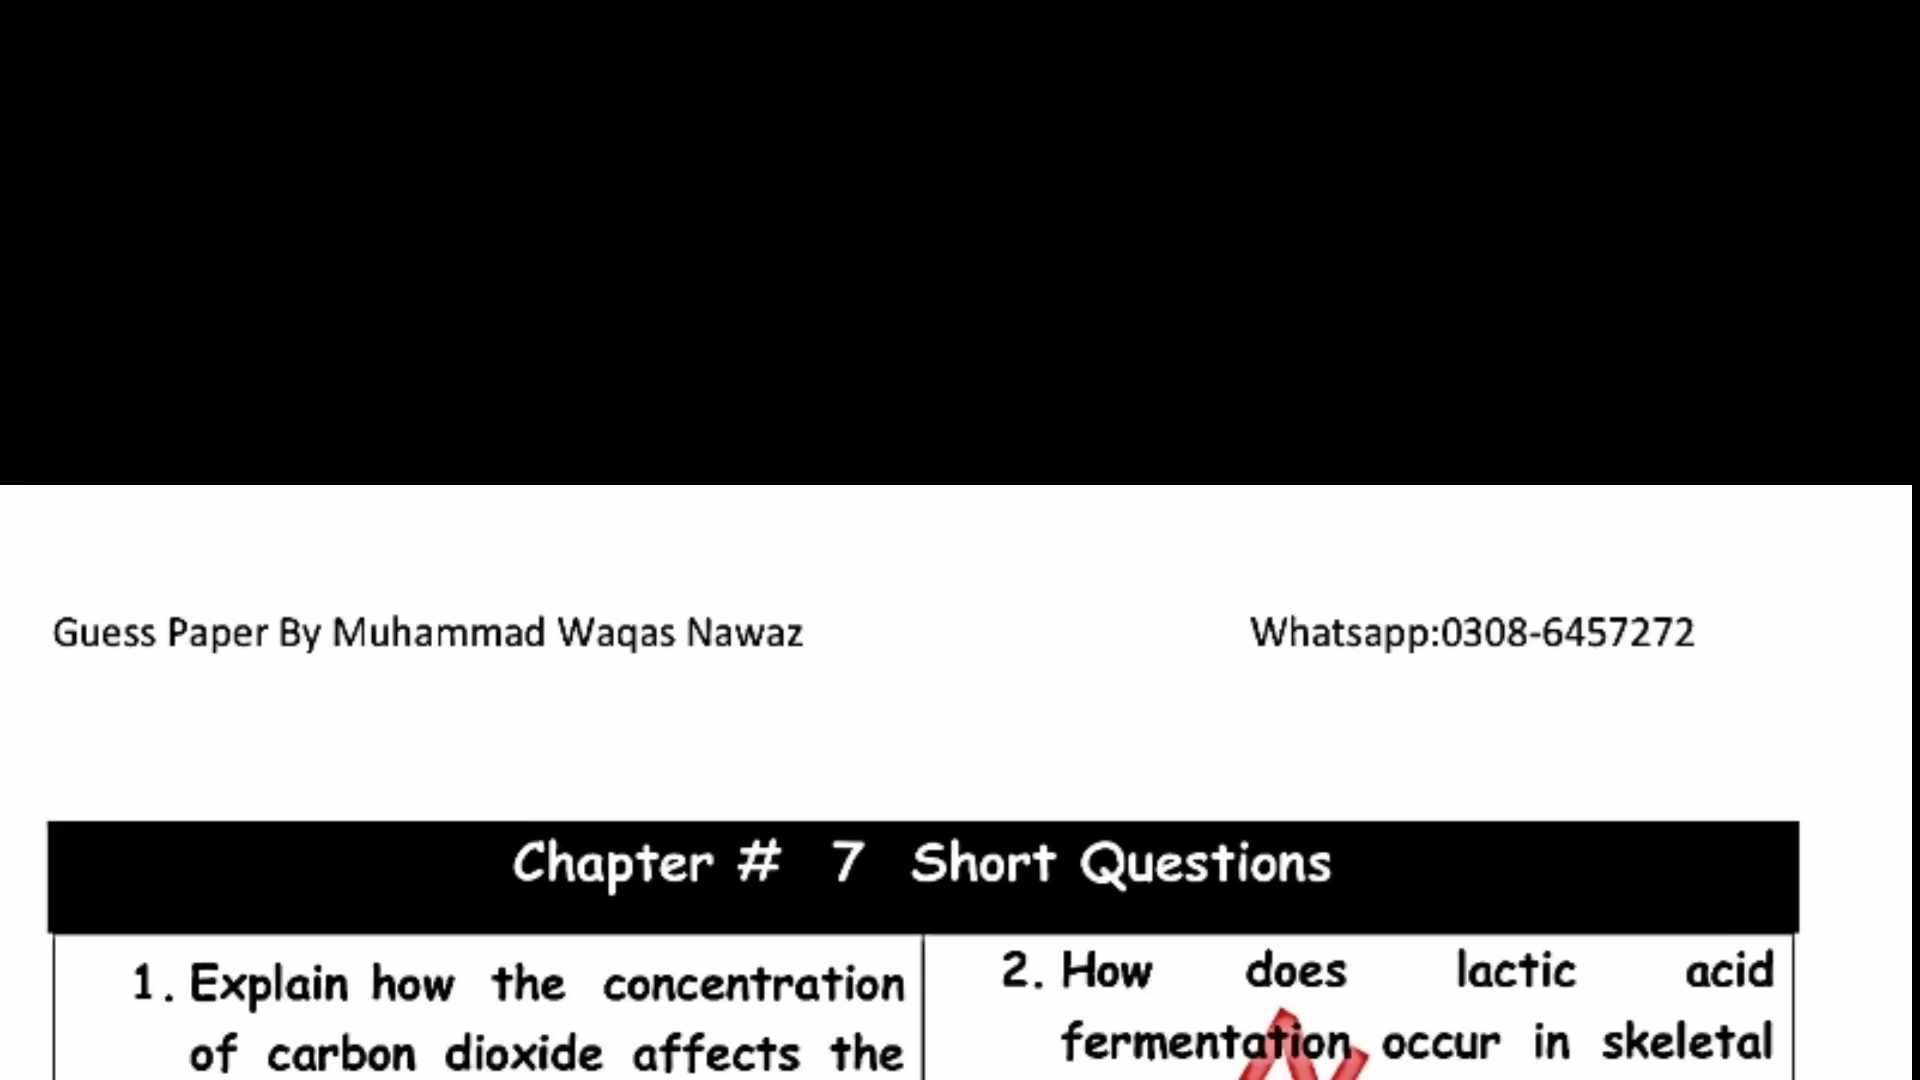 Guess Paper By Muhammad Waqas Nawaz
Whatsapp:0308-6457272
Chapter # 7 Short Questions
1. Explain how the concentration
of carbon dioxide affects the
2. How does lactic acid
fermentation occur in skeletal